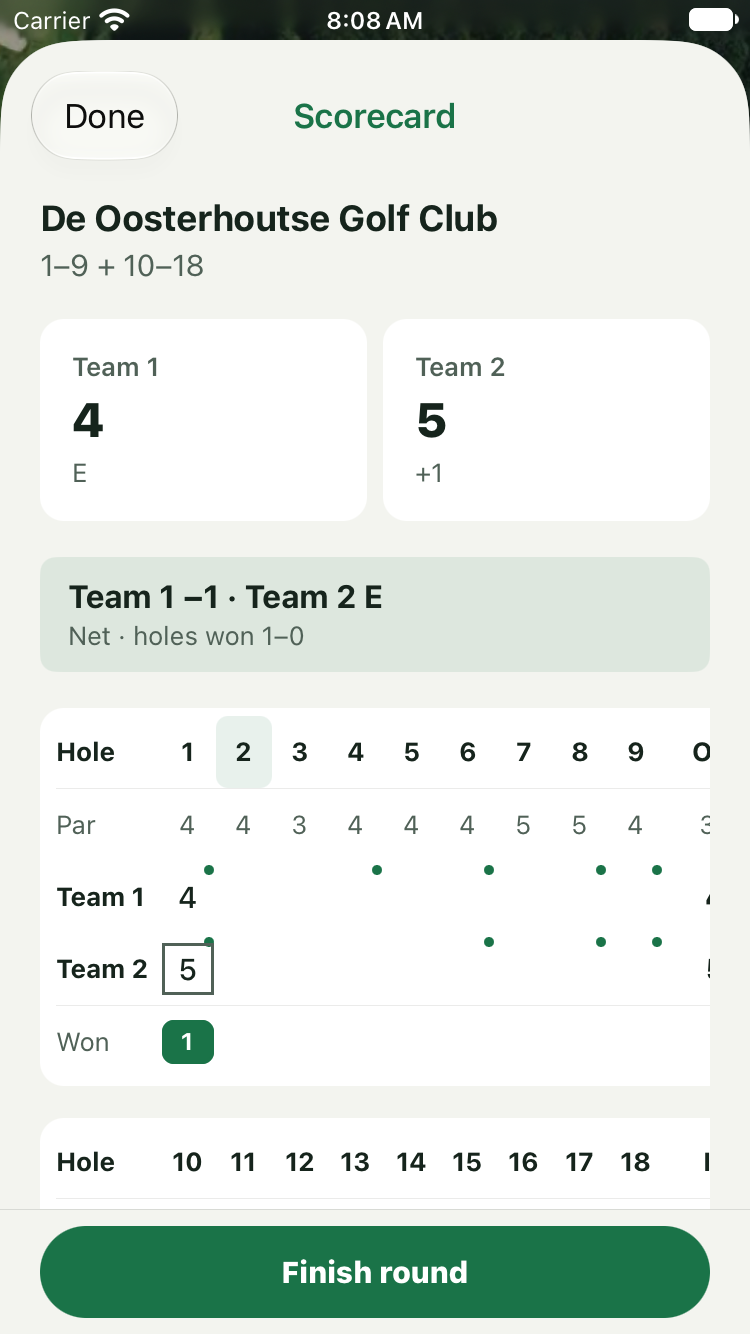 Carrier 8:08 AM
Done Scorecard
De Oosterhoutse Golf Club
1–9 + 10–18
Team 1
4
E
Team 2
5
+1
Team 1 –1 · Team 2 E
Net · holes won 1–0
Hole 1 2 3 4 5 6 7 8 9
Par 4 4 3 4 4 4 5 5 4
Team 1 4
Team 2 5
Won 1
Hole 10 11 12 13 14 15 16 17 18
Finish round